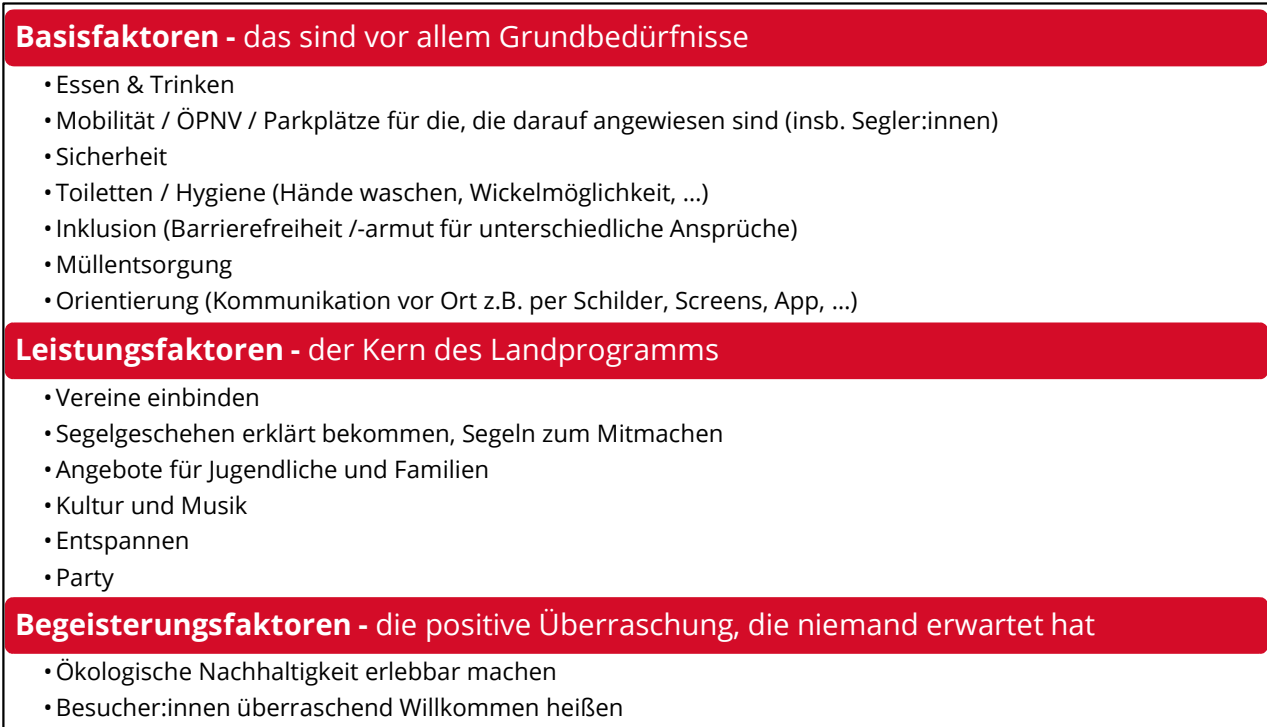 Basisfaktoren - das sind vor allem Grundbedürfnisse
• Essen & Trinken
• Mobilität / ÖPNV / Parkplätze für die, die darauf angewiesen sind (insb. Segler:innen)
• Sicherheit
• Toiletten / Hygiene (Hände waschen, Wickelmöglichkeit, ...)
• Inklusion (Barrierefreiheit /-armut für unterschiedliche Ansprüche)
• Müllentsorgung
• Orientierung (Kommunikation vor Ort z.B. per Schilder, Screens, App, ...)
Leistungsfaktoren - der Kern des Landprogramms
• Vereine einbinden
• Segelgeschehen erklärt bekommen, Segeln zum Mitmachen
• Angebote für Jugendliche und Familien
• Kultur und Musik
• Entspannen
• Party
Begeisterungsfaktoren - die positive Überraschung, die niemand erwartet hat
• Ökologische Nachhaltigkeit erlebbar machen
• Besucher:innen überraschend Willkommen heißen